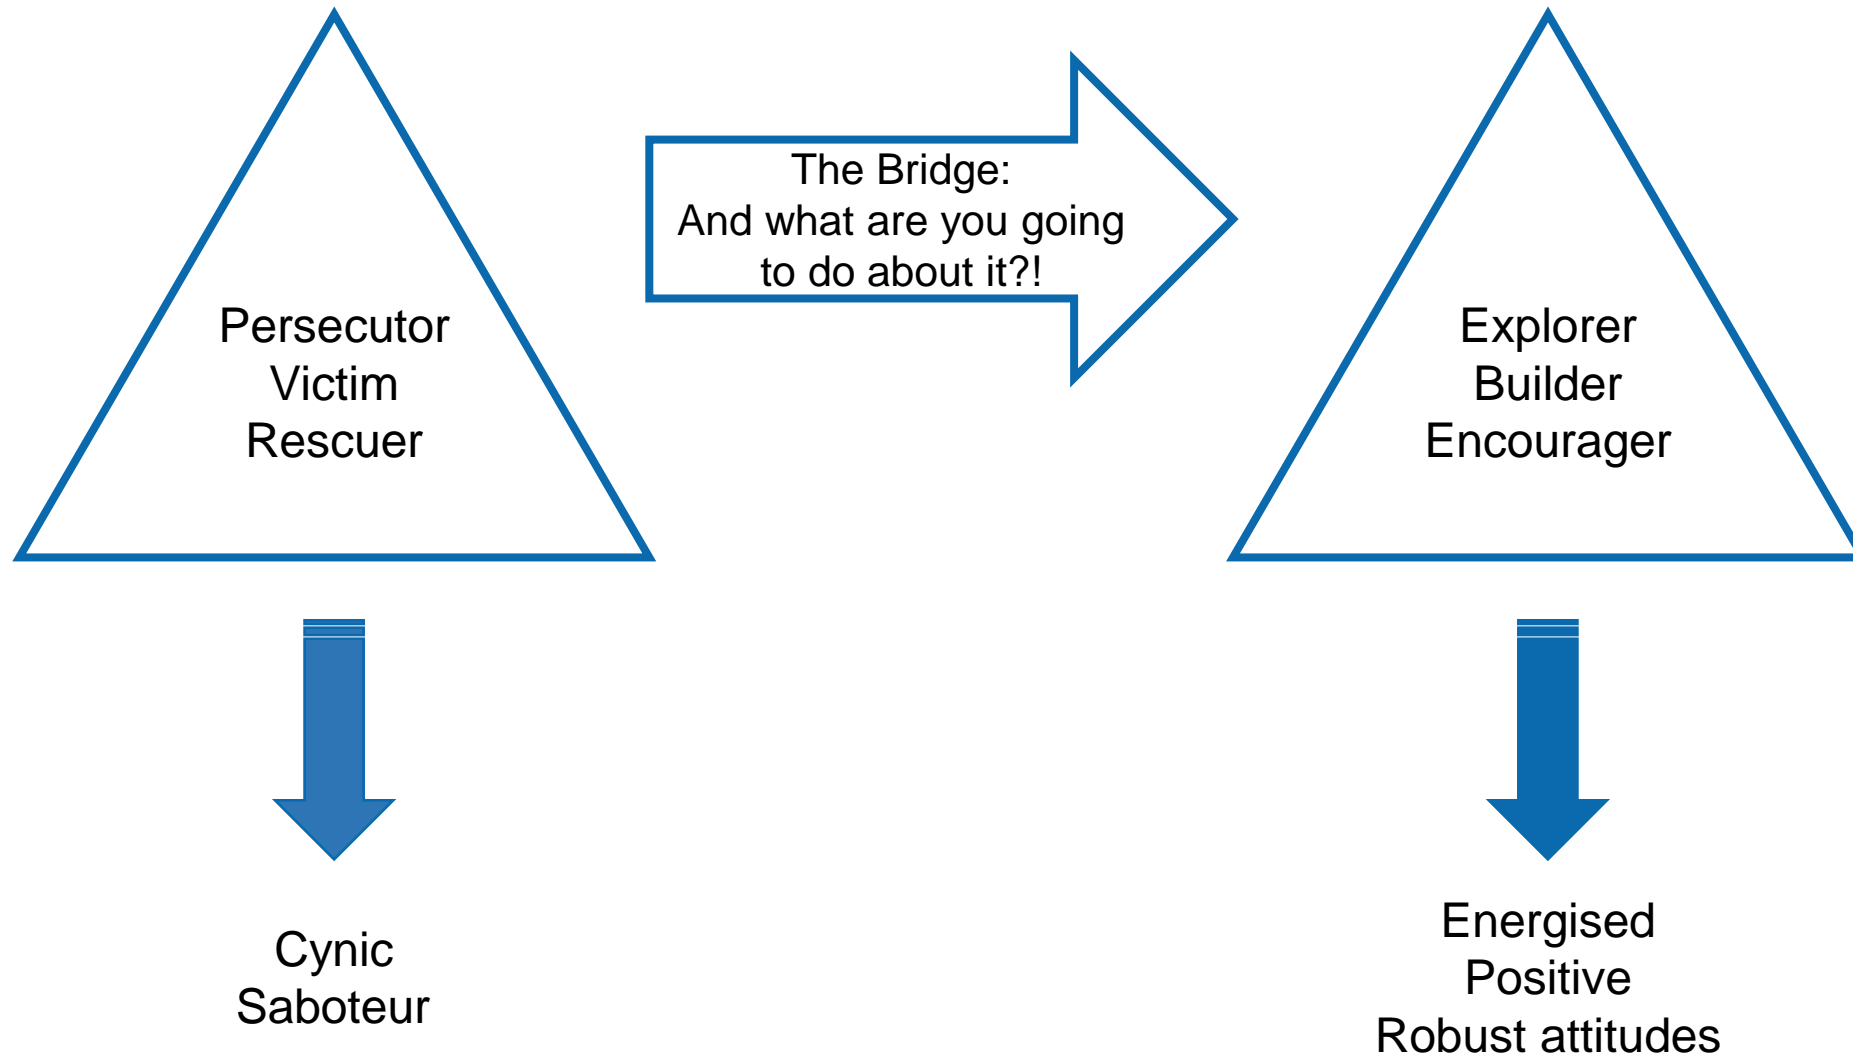 The Bridge:
And what are you going
to do about it?!
Persecutor
Victim
Rescuer
Explorer
Builder
Encourager
Cynic
Saboteur
Energised
Positive
Robust attitudes